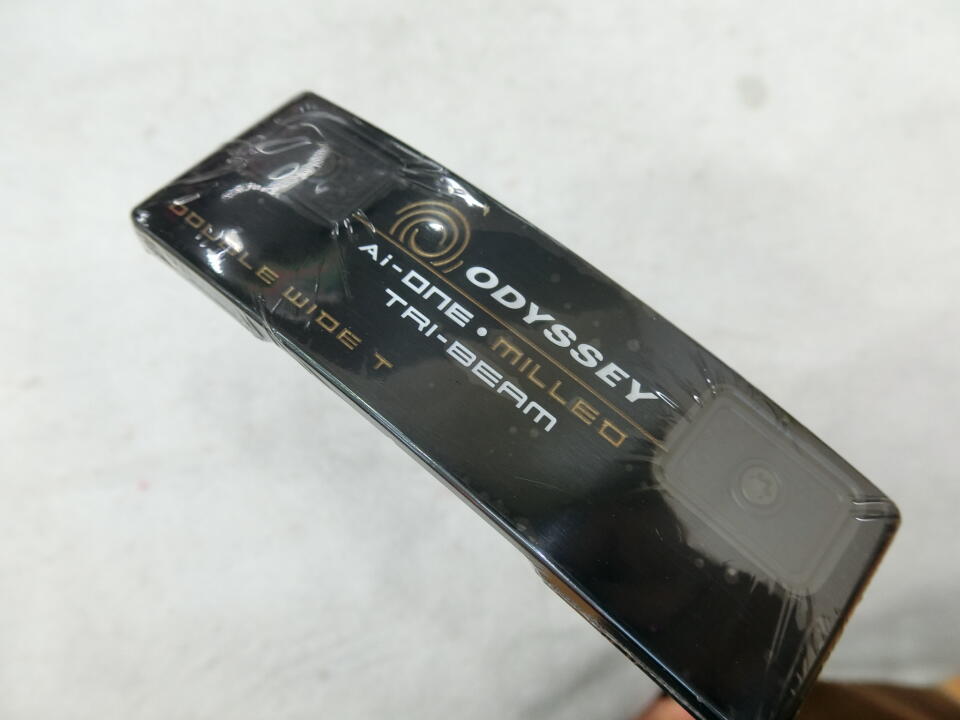 ODYSSEY
Ai-ONE • MILLED
TRI-BEAM
DOUBLE WIDE T